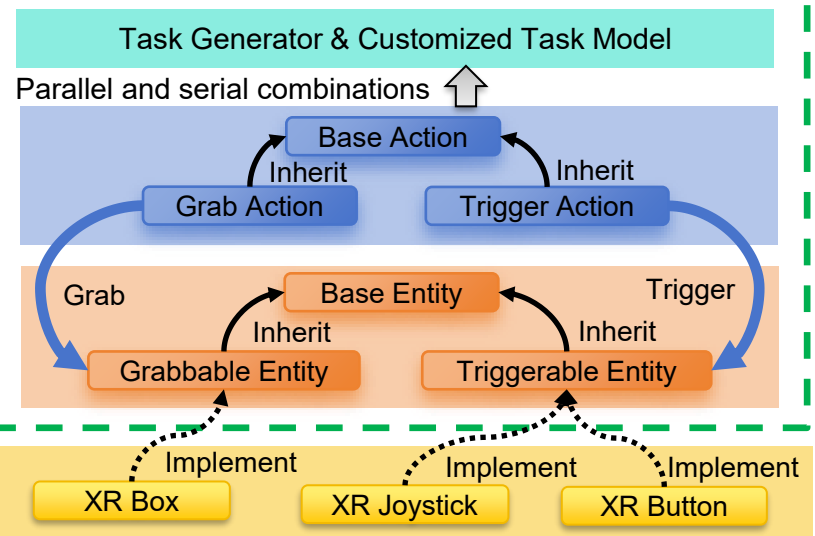 Task Generator & Customized Task Model
Parallel and serial combinations
Base Action
Inherit
Inherit
Grab Action
Trigger Action
Grab
Base Entity
Trigger
Inherit
Inherit
Grabbable Entity
Triggerable Entity
Implement
Implement
Implement
XR Box
XR Joystick
XR Button